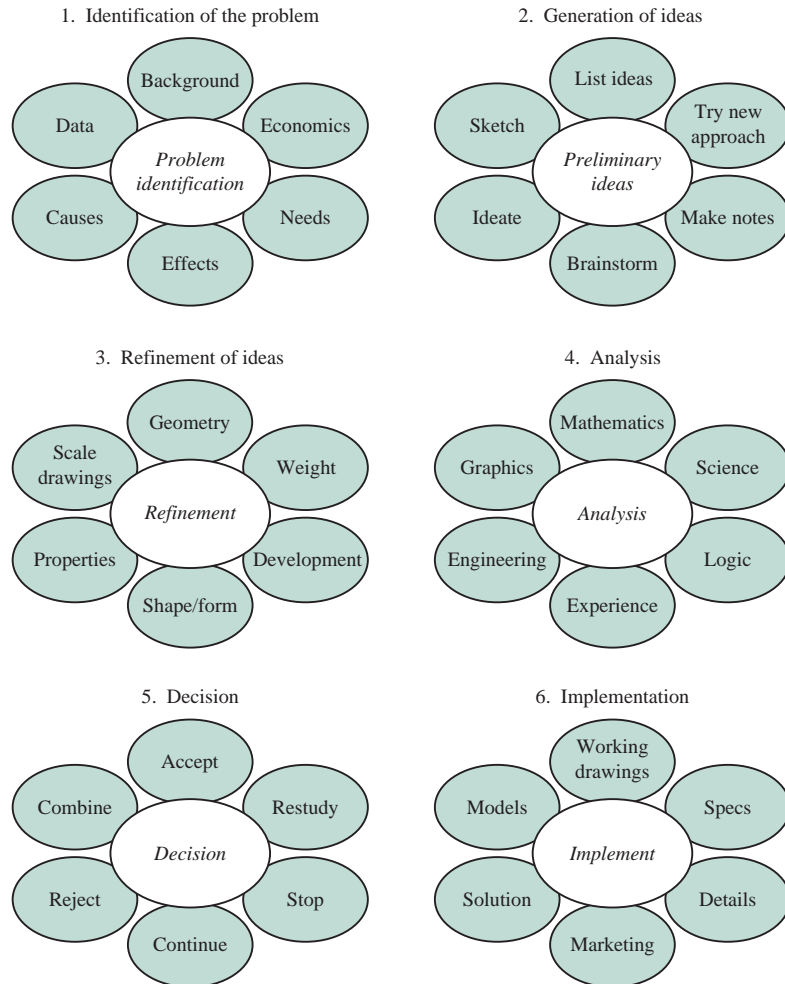 1. Identification of the problem
Background
Data
Economics
Problem
identification
Causes
Needs
Effects
2. Generation of ideas
List ideas
Sketch
Try new
approach
Preliminary
ideas
Ideate
Make notes
Brainstorm
3. Refinement of ideas
Geometry
Scale
drawings
Weight
Refinement
Properties
Development
Shape/form
4. Analysis
Mathematics
Graphics
Science
Analysis
Engineering
Logic
Experience
5. Decision
Accept
Combine
Restudy
Decision
Reject
Stop
Continue
6. Implementation
Working
drawings
Models
Specs
Implement
Solution
Details
Marketing